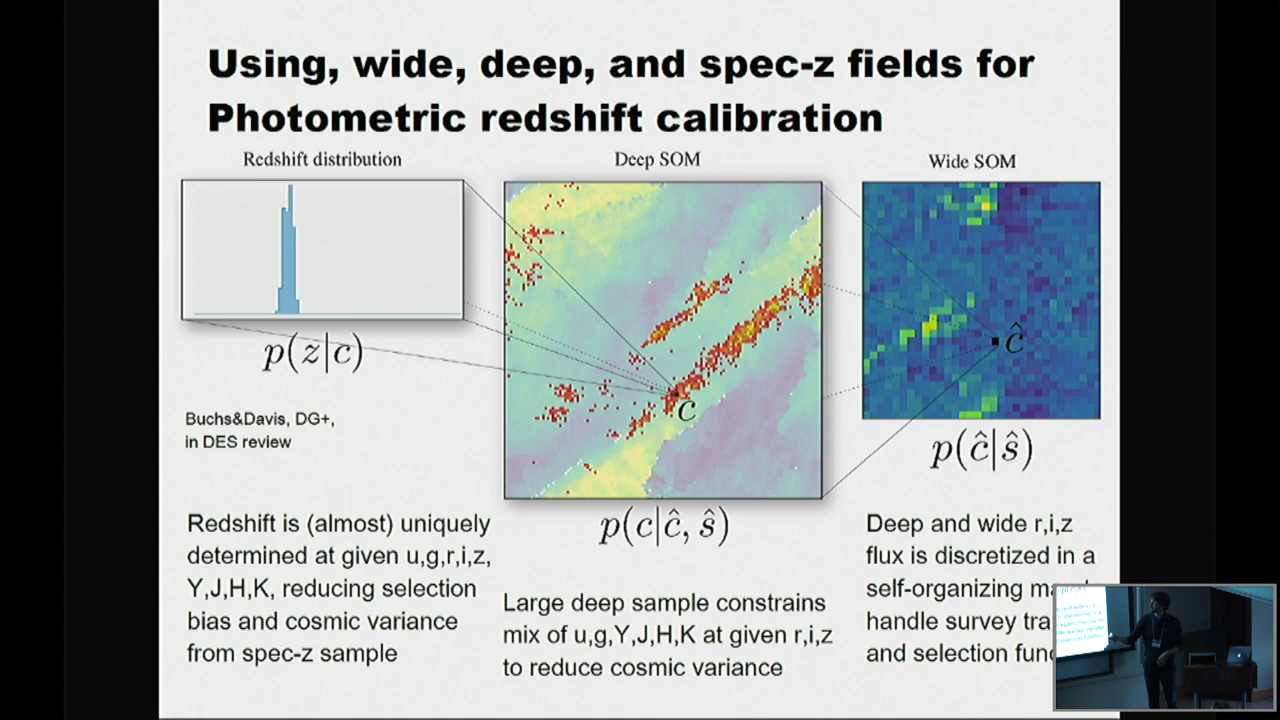 Using, wide, deep, and spec-z fields for
Photometric redshift calibration
Redshift distribution
Deep SOM
Wide SOM
p(z|c)
c
ĉ
Buchs&Davis, DG+,
in DES review
p(c|ĉ, ŝ)
p(ĉ|ŝ)
Redshift is (almost) uniquely
determined at given u,g,r,i,z,
Y,J,H,K, reducing selection
bias and cosmic variance
from spec-z sample
Large deep sample constrains
mix of u,g,Y,J,H,K at given r,i,z
to reduce cosmic variance
Deep and wide r,i,z
flux is discretized in a
self-organizing
handle survey
and selection